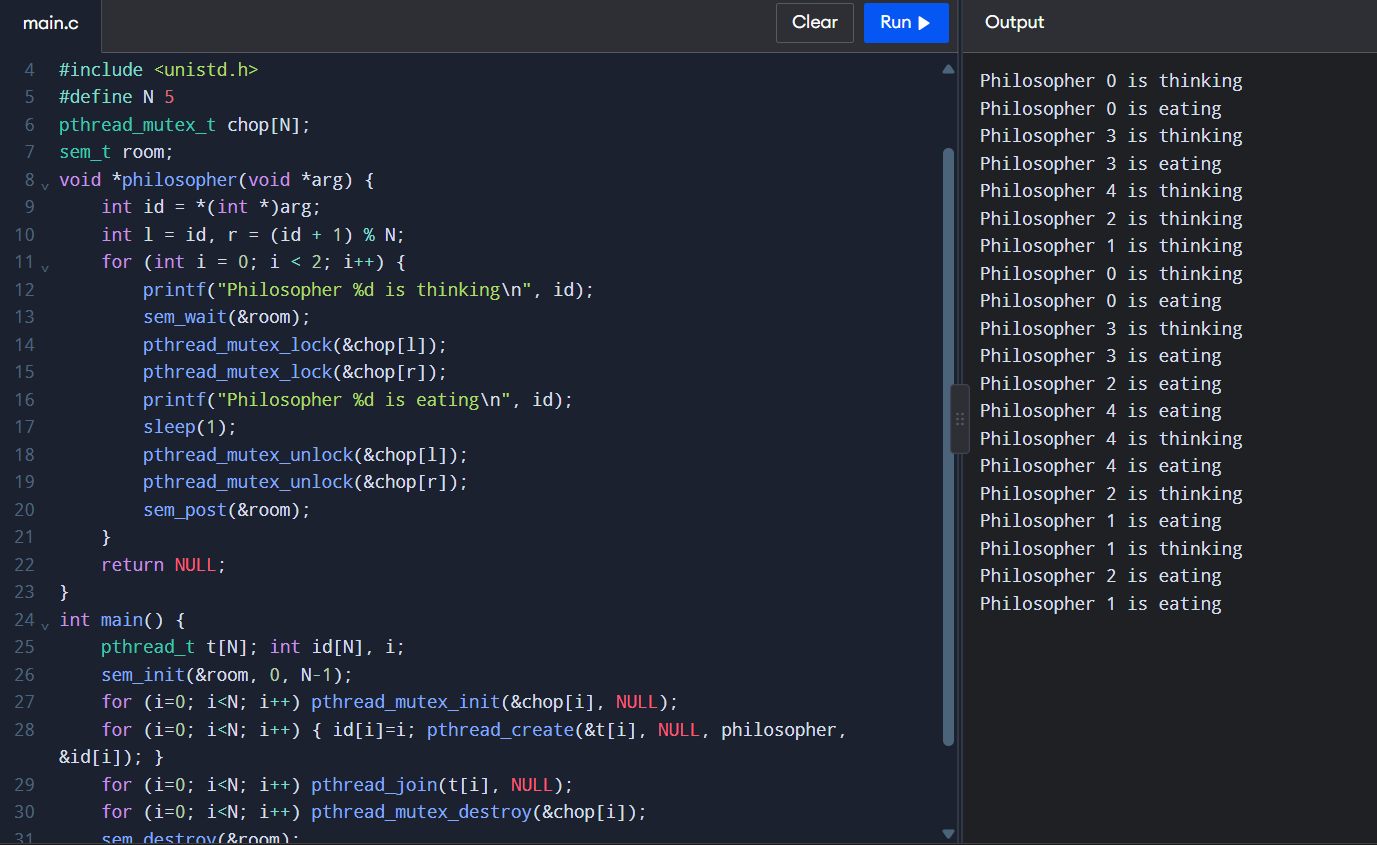 main.c
Clear
Run
Output
4 #include <unistd.h>
5 #define N 5
6 pthread_mutex_t chop[N];
7 sem_t room;
8 void *philosopher(void *arg) {
9     int id = *(int *)arg;
10     int l = id, r = (id + 1) % N;
11     for (int i = 0; i < 2; i++) {
12         printf("Philosopher %d is thinking\n", id);
13         sem_wait(&room);
14         pthread_mutex_lock(&chop[l]);
15         pthread_mutex_lock(&chop[r]);
16         printf("Philosopher %d is eating\n", id);
17         sleep(1);
18         pthread_mutex_unlock(&chop[l]);
19         pthread_mutex_unlock(&chop[r]);
20         sem_post(&room);
21     }
22     return NULL;
23 }
24 int main() {
25     pthread_t t[N]; int id[N], i;
26     sem_init(&room, 0, N-1);
27     for (i=0; i<N; i++) pthread_mutex_init(&chop[i], NULL);
28     for (i=0; i<N; i++) { id[i]=i; pthread_create(&t[i], NULL, philosopher,
&id[i]); }
29     for (i=0; i<N; i++) pthread_join(t[i], NULL);
30     for (i=0; i<N; i++) pthread_mutex_destroy(&chop[i]);
31     sem_destroy(&room);
Philosopher 0 is thinking
Philosopher 0 is eating
Philosopher 3 is thinking
Philosopher 3 is eating
Philosopher 4 is thinking
Philosopher 2 is thinking
Philosopher 1 is thinking
Philosopher 0 is thinking
Philosopher 0 is eating
Philosopher 3 is thinking
Philosopher 3 is eating
Philosopher 2 is eating
Philosopher 4 is eating
Philosopher 4 is thinking
Philosopher 4 is eating
Philosopher 2 is thinking
Philosopher 1 is eating
Philosopher 1 is thinking
Philosopher 2 is eating
Philosopher 1 is eating